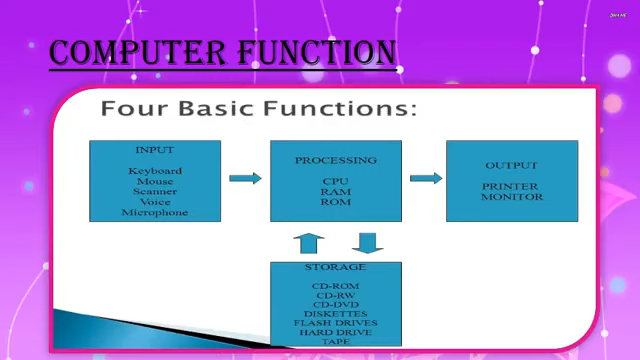 COMPUTER FUNCTION
Four Basic Functions:
INPUT
Keyboard
Mouse
Scanner
Voice
Microphone
PROCESSING
CPU
RAM
ROM
OUTPUT
PRINTER
MONITOR
STORAGE
CD-ROM
CD-RW
CD-DVD
DISKETTES
FLASH DRIVES
HARD DRIVE
TAPE